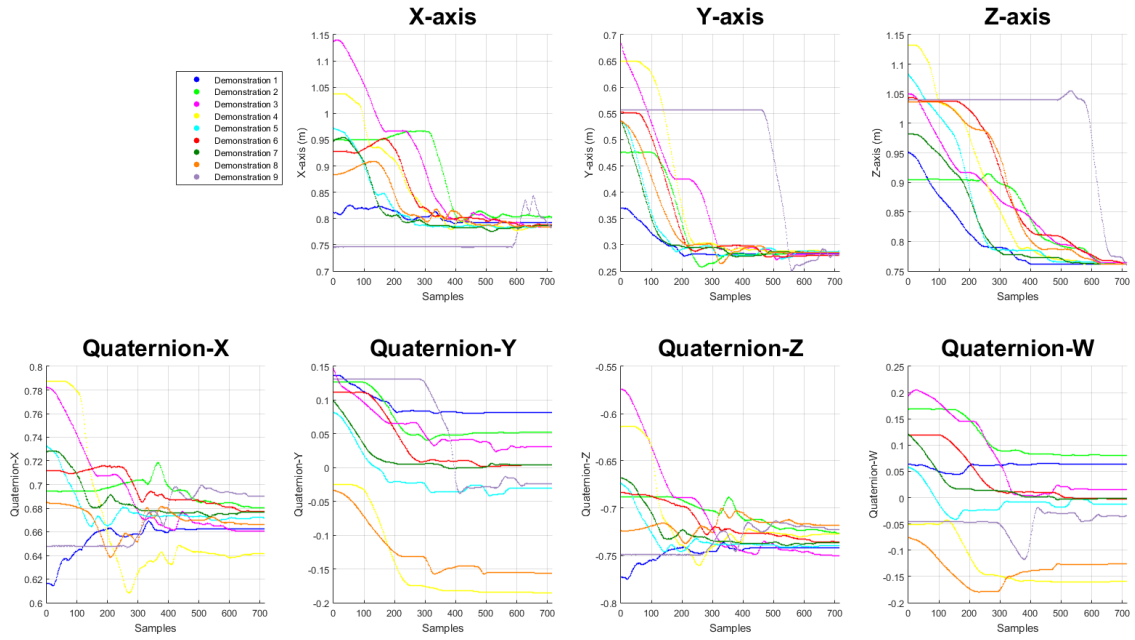 X-axis
Y-axis
Z-axis
Demonstration 1
Demonstration 2
Demonstration 3
Demonstration 4
Demonstration 5
Demonstration 6
Demonstration 7
Demonstration 8
Demonstration 9
X-axis (m)
1.15
1.1
1.05
1
0.95
0.9
0.85
0.8
0.75
0.7
0 100 200 300 400 500 600 700
Samples
Y-axis (m)
0.7
0.65
0.6
0.55
0.5
0.45
0.4
0.35
0.3
0.25
0 100 200 300 400 500 600 700
Samples
Z-axis (m)
1.15
1.1
1.05
1
0.95
0.9
0.85
0.8
0.75
0 100 200 300 400 500 600 700
Samples
Quaternion-X
Quaternion-Y
Quaternion-Z
Quaternion-W
Quaternion-X
0.8
0.78
0.76
0.74
0.72
0.7
0.68
0.66
0.64
0.62
0.6
0 100 200 300 400 500 600 700
Samples
Quaternion-Y
0.15
0.1
0.05
0
-0.05
-0.1
-0.15
-0.2
0 100 200 300 400 500 600 700
Samples
Quaternion-Z
-0.55
-0.6
-0.65
-0.7
-0.75
-0.8
0 100 200 300 400 500 600 700
Samples
Quaternion-W
0.25
0.2
0.15
0.1
0.05
0
-0.05
-0.1
-0.15
-0.2
0 100 200 300 400 500 600 700
Samples